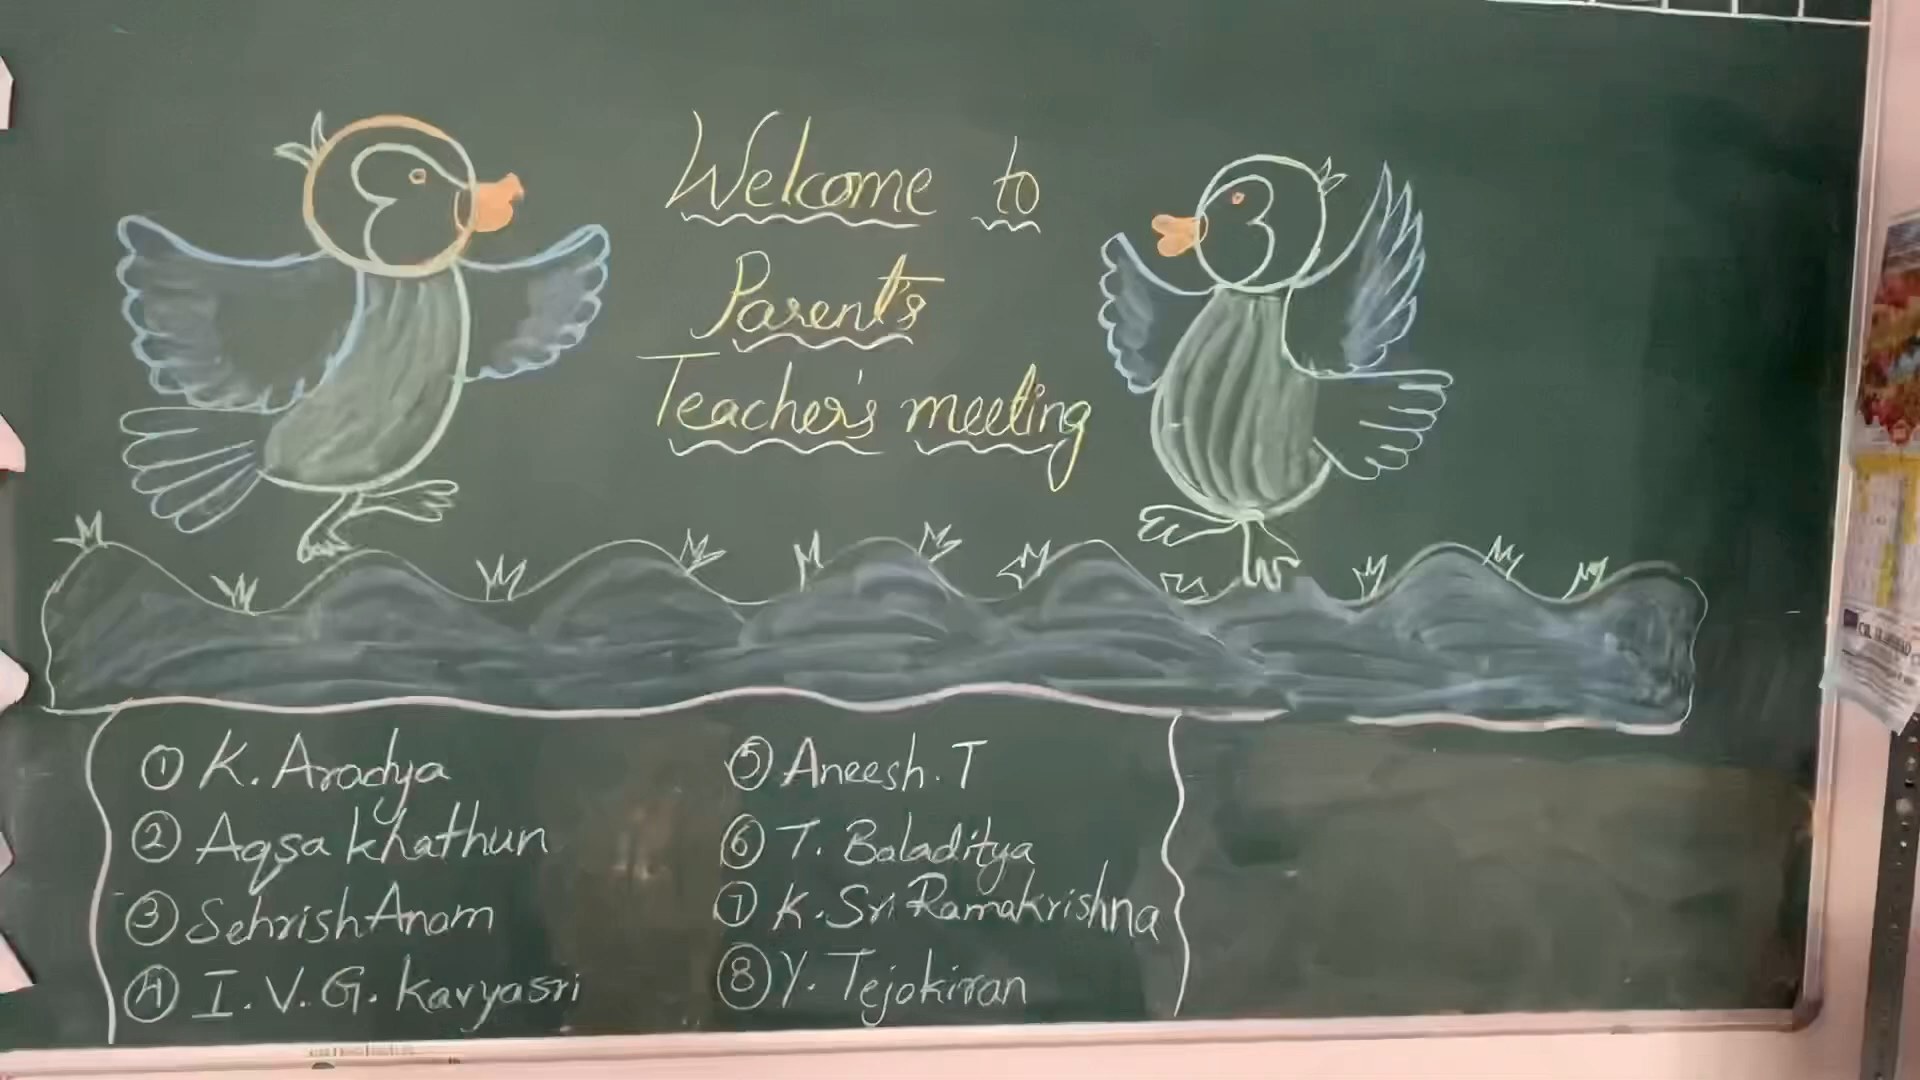 Welcome to
Parent's
Teacher's meeting
① K. Aradya
② Aqsa khathun
③ Sehrish Anam
④ I. V. G. Kavyasri
⑤ Aneesh. T
⑥ T. Baladitya
⑦ K. Sri Ramakrishna
⑧ Y. Tejokiran